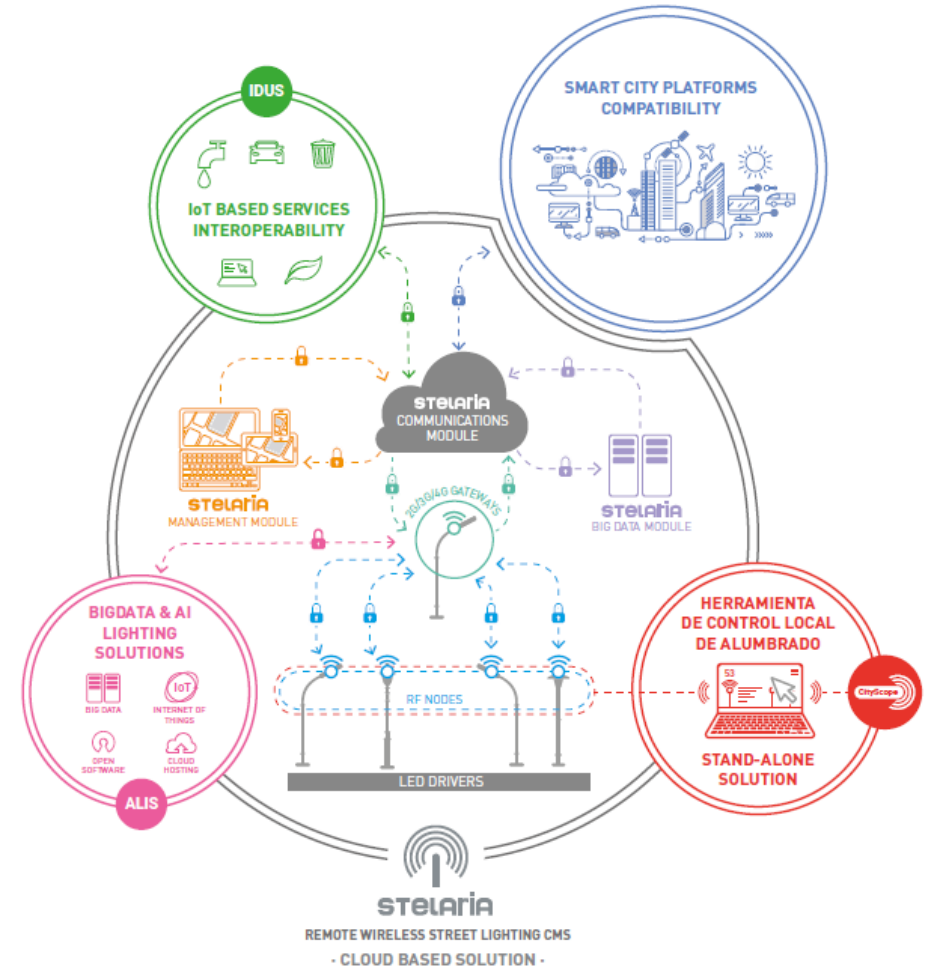 IDUS
IoT BASED SERVICES
INTEROPERABILITY
SMART CITY PLATFORMS
COMPATIBILITY
STELARIA
COMMUNICATIONS
MODULE
STELARIA
MANAGEMENT MODULE
STELARIA
BIG DATA MODULE
2G/3G/4G GATEWAYS
BIGDATA & AI
LIGHTING
SOLUTIONS
BIG DATA
IoT
INTERNET OF
THINGS
OPEN
SOFTWARE
CLOUD
HOSTING
ALIS
RF NODES
LED DRIVERS
HERRAMIENTA
DE CONTROL LOCAL
DE ALUMBRADO
53
CityScope
STAND-ALONE
SOLUTION
STELARIA
REMOTE WIRELESS STREET LIGHTING CMS
· CLOUD BASED SOLUTION ·